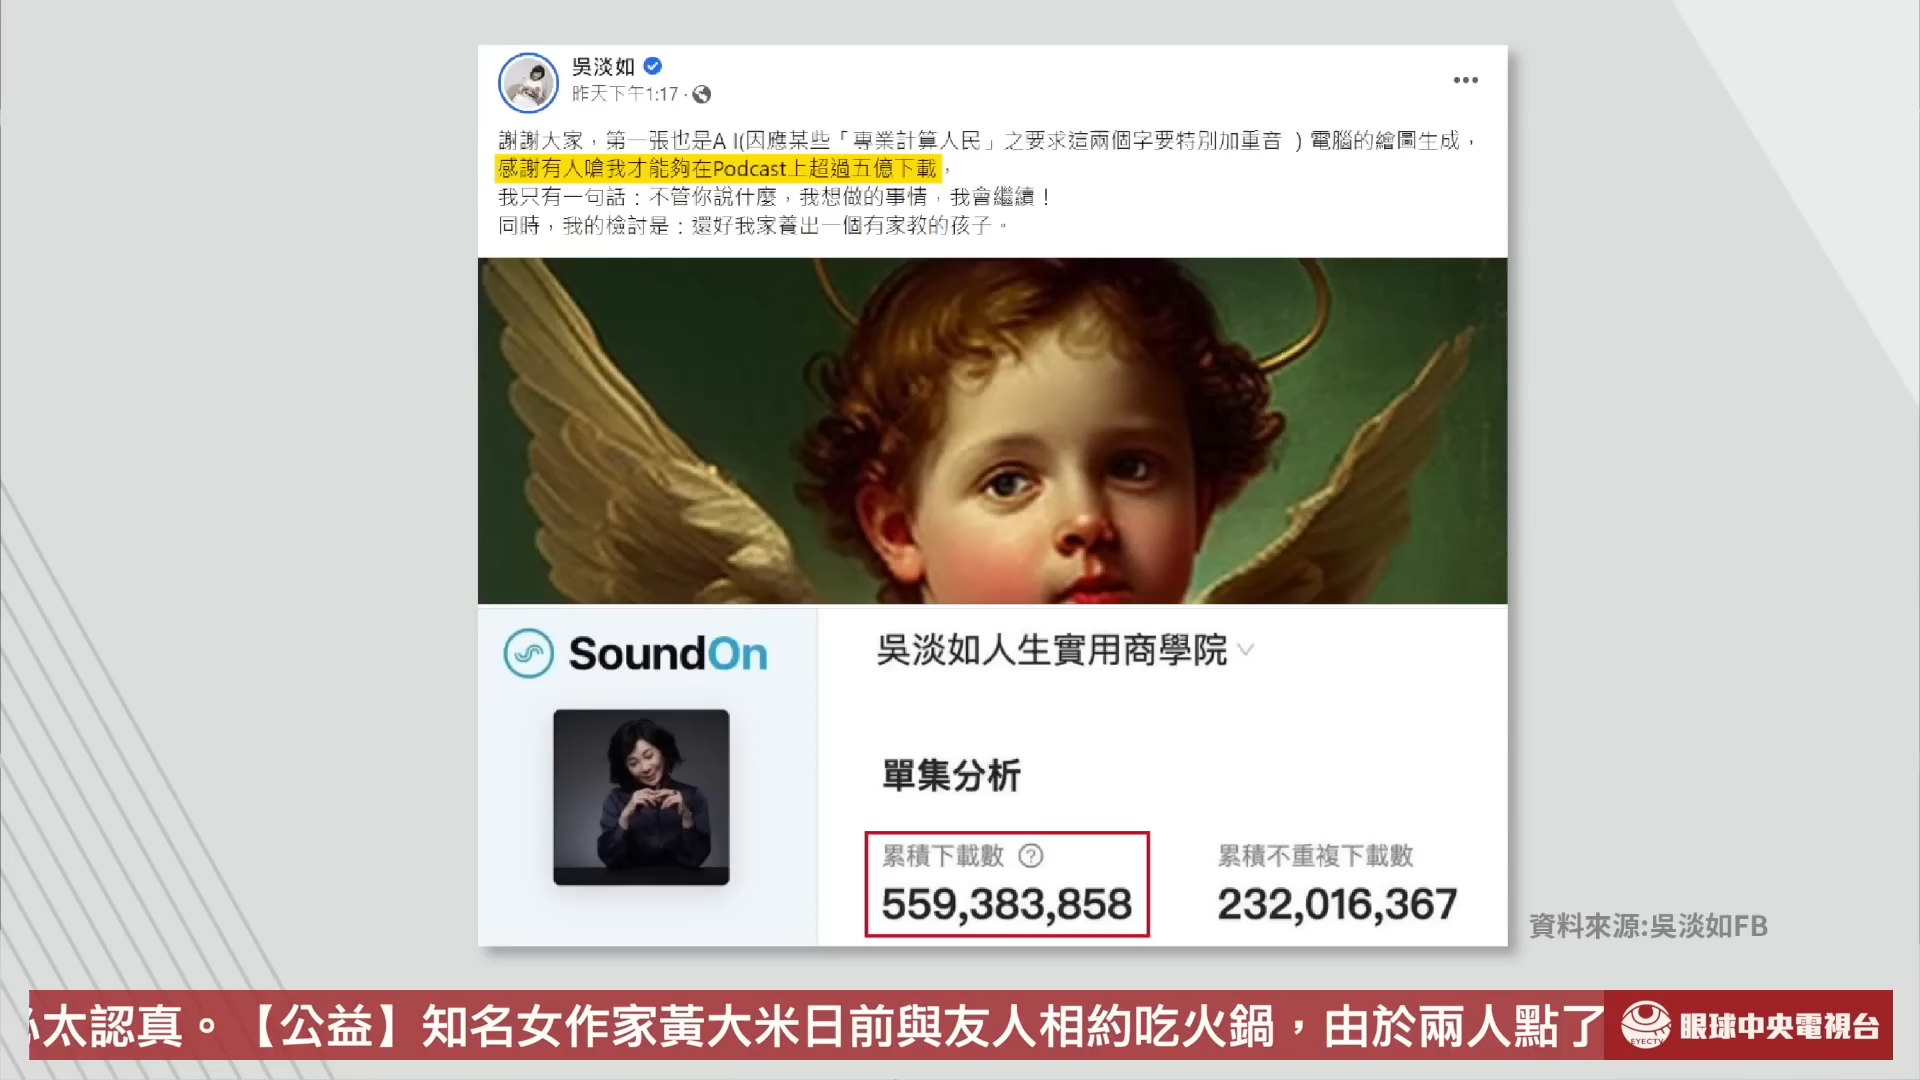 吳淡如
昨天下午1:17 ·
謝謝大家，第一張也是A I(因應某些「專業計算人民」之要求這兩個字要特別加重音 ）電腦的繪圖生成，
感謝有人嗆我才能夠在Podcast上超過五億下載，
我只有一句話：不管你說什麼，我想做的事情，我會繼續！
同時，我的檢討是：還好我家養出一個有家教的孩子。
SoundOn
吳淡如人生實用商學院
單集分析
累積下載數 ?
559,383,858
累積不重複下載數
232,016,367
資料來源:吳淡如FB
太認真。【公益】知名女作家黃大米日前與友人相約吃火鍋，由於兩人點了
EYECTV
眼球中央電視台